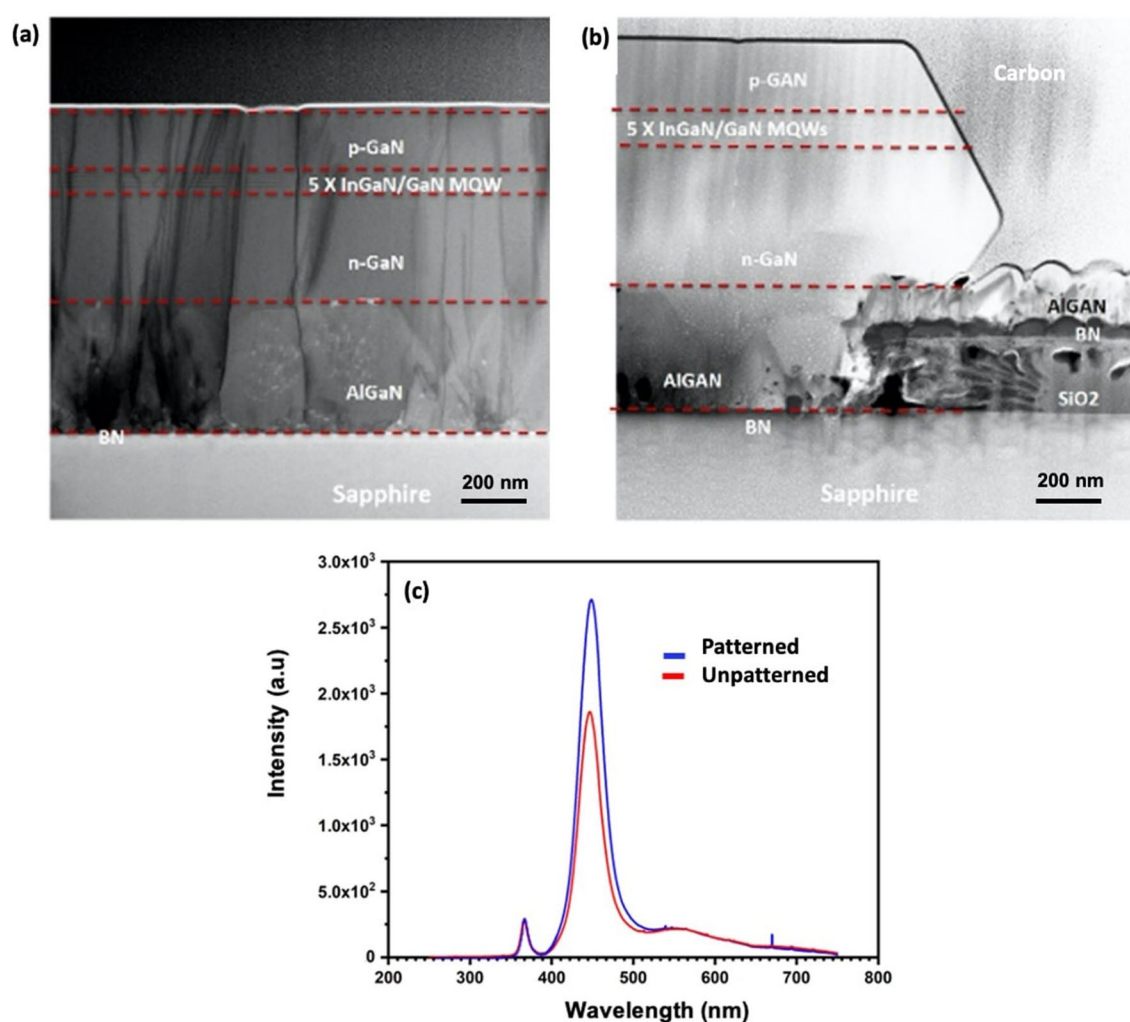 (a)
p-GaN
5 X InGaN/GaN MQW
n-GaN
AlGaN
BN
Sapphire
200 nm
(b)
Carbon
p-GAN
5 X InGaN/GaN MQWs
n-GaN
AlGAN
BN
AlGAN
SiO2
BN
Sapphire
200 nm
(c)
Patterned
Unpatterned
Intensity (a.u)
3.0x10³
2.5x10³
2.0x10³
1.5x10³
1.0x10³
5.0x10²
0
200 300 400 500 600 700 800
Wavelength (nm)